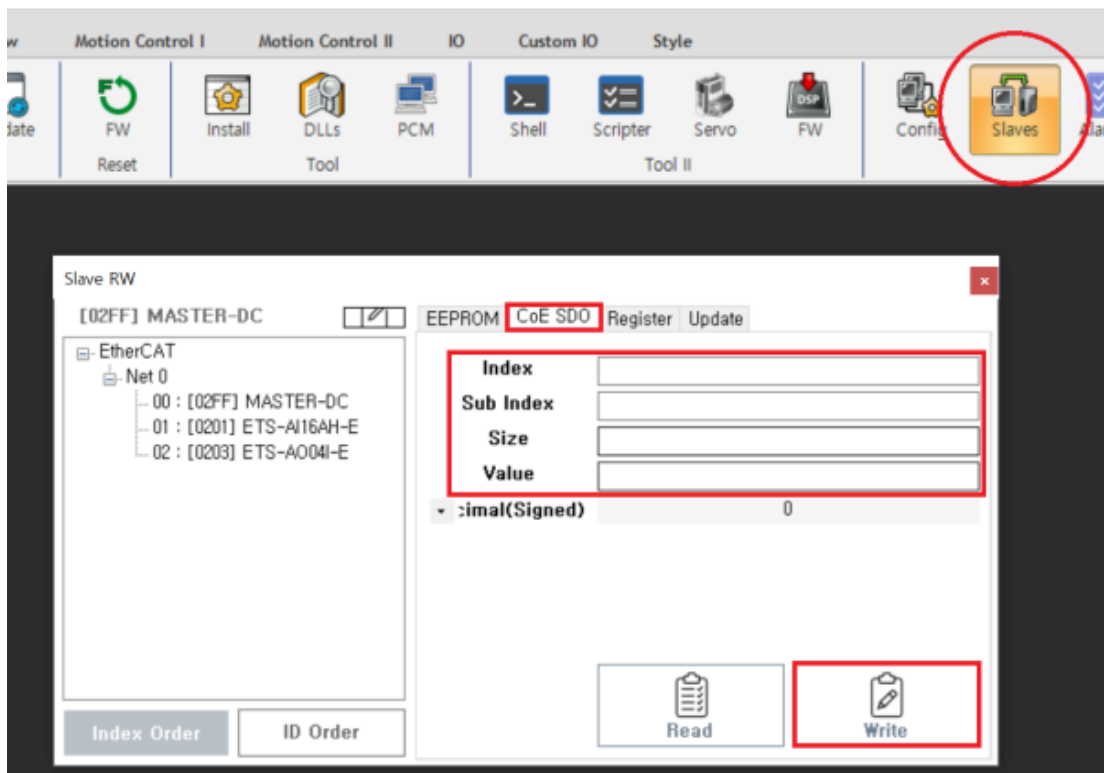 Motion Control I Motion Control II IO Custom IO Style
FW Install DLLs PCM Shell Scripter Servo FW Config Slaves
DSP
Reset Tool Tool II
Slave RW
[02FF] MASTER-DC
EtherCAT
Net 0
00 : [02FF] MASTER-DC
01 : [0201] ETS-AI16AH-E
02 : [0203] ETS-AO04I-E
Index Order ID Order
EEPROM CoE SDO Register Update
Index
Sub Index
Size
Value
:imal(Signed) 0
Read Write